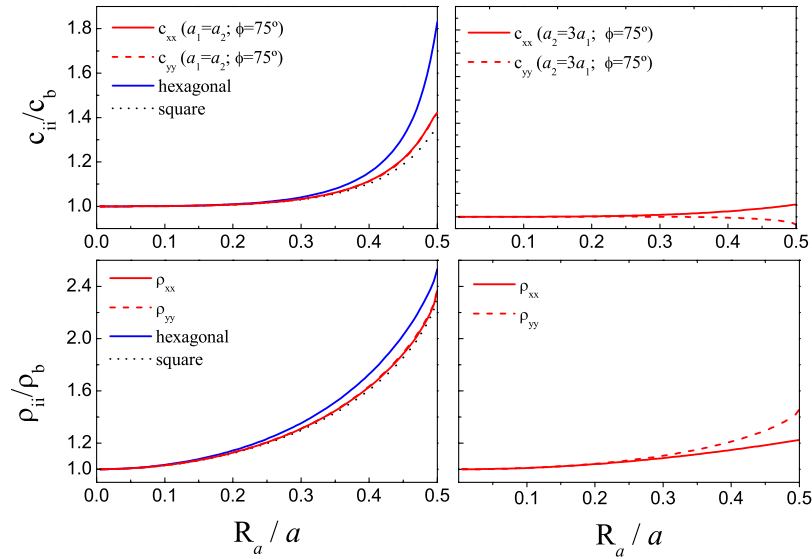 c_xx (a_1=a_2; ϕ=75º)
c_yy (a_1=a_2; ϕ=75º)
hexagonal
square
c_ii/c_b
1.8
1.6
1.4
1.2
1.0
0.0 0.1 0.2 0.3 0.4 0.5
c_xx (a_2=3a_1; ϕ=75º)
c_yy (a_2=3a_1; ϕ=75º)
0.1 0.2 0.3 0.4 0.5
ρ_xx
ρ_yy
hexagonal
square
ρ_ii/ρ_b
2.4
2.0
1.6
1.2
1.0
0.0 0.1 0.2 0.3 0.4 0.5
R_a / a
ρ_xx
ρ_yy
0.1 0.2 0.3 0.4 0.5
R_a / a